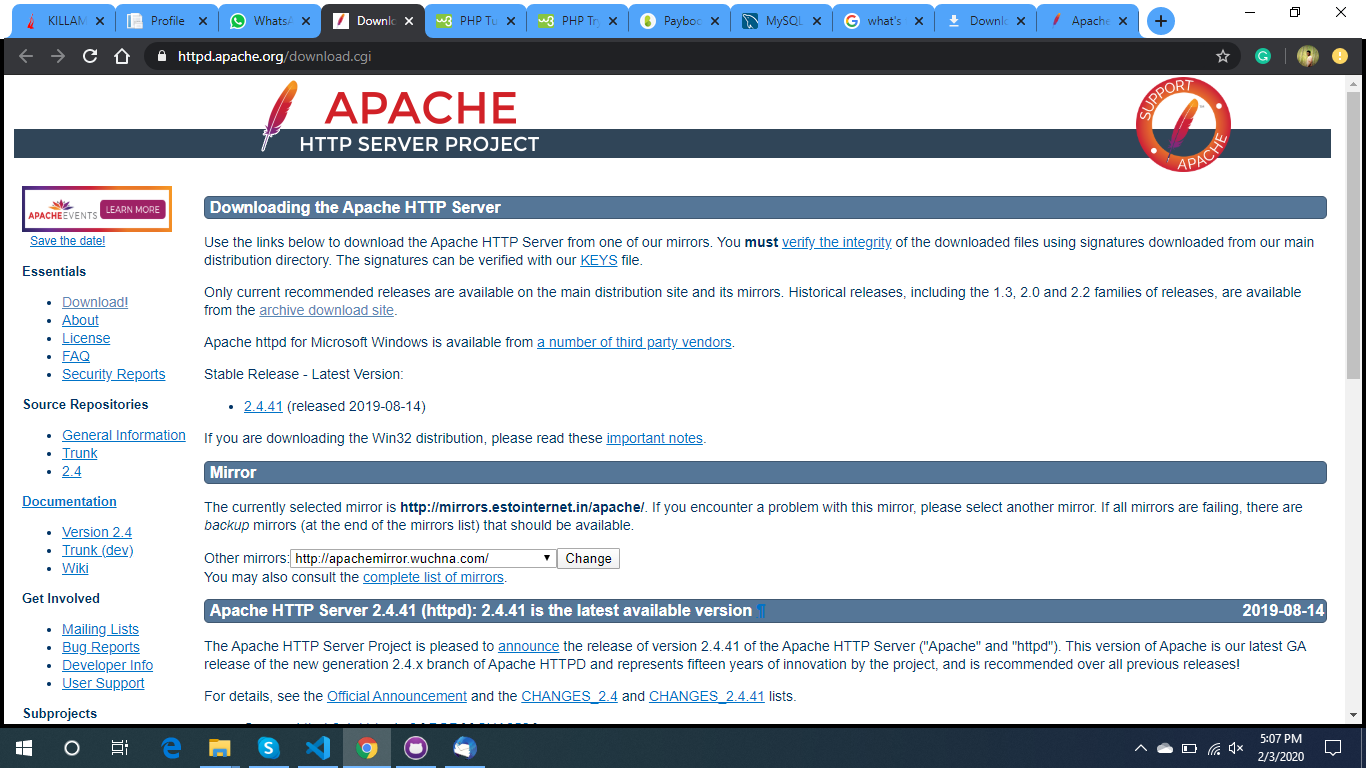 KILLAM
Profile
WhatsA
Downlo
PHP Tu
PHP Try
Payboo
MySQL
what's
Downlo
Apache
httpd.apache.org/download.cgi
APACHE
HTTP SERVER PROJECT
SUPPORT
APACHE
APACHE EVENTS LEARN MORE
Save the date!
Essentials
• Download!
• About
• License
• FAQ
• Security Reports
Source Repositories
• General Information
• Trunk
• 2.4
Documentation
• Version 2.4
• Trunk (dev)
• Wiki
Get Involved
• Mailing Lists
• Bug Reports
• Developer Info
• User Support
Subprojects
Downloading the Apache HTTP Server
Use the links below to download the Apache HTTP Server from one of our mirrors. You must verify the integrity of the downloaded files using signatures downloaded from our main
distribution directory. The signatures can be verified with our KEYS file.
Only current recommended releases are available on the main distribution site and its mirrors. Historical releases, including the 1.3, 2.0 and 2.2 families of releases, are available
from the archive download site.
Apache httpd for Microsoft Windows is available from a number of third party vendors.
Stable Release - Latest Version:
• 2.4.41 (released 2019-08-14)
If you are downloading the Win32 distribution, please read these important notes.
Mirror
The currently selected mirror is http://mirrors.estointernet.in/apache/. If you encounter a problem with this mirror, please select another mirror. If all mirrors are failing, there are
backup mirrors (at the end of the mirrors list) that should be available.
Other mirrors: http://apachemirror.wuchna.com/ Change
You may also consult the complete list of mirrors.
Apache HTTP Server 2.4.41 (httpd): 2.4.41 is the latest available version ¶ 2019-08-14
The Apache HTTP Server Project is pleased to announce the release of version 2.4.41 of the Apache HTTP Server ("Apache" and "httpd"). This version of Apache is our latest GA
release of the new generation 2.4.x branch of Apache HTTPD and represents fifteen years of innovation by the project, and is recommended over all previous releases!
For details, see the Official Announcement and the CHANGES_2.4 and CHANGES_2.4.41 lists.
5:07 PM
2/3/2020